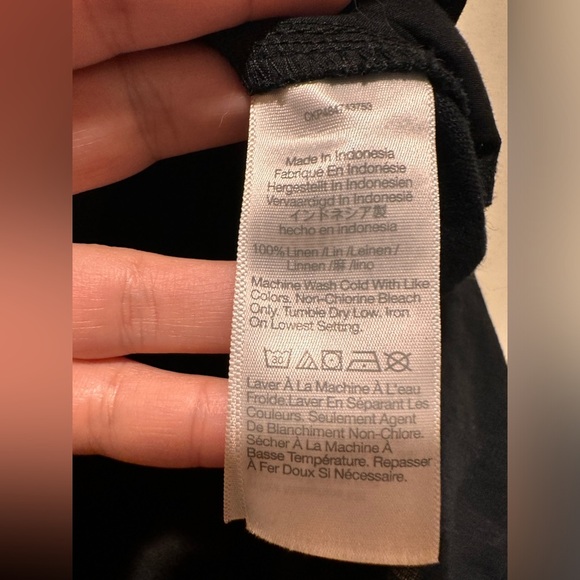 Made In Indonesia
Fabriqué En Indonésie
Hergestellt In Indonesien
Vervaardigd In Indonesië
インドネシア製
hecho en indonesia
100% Linen /Lin /Leinen /
Linnen /麻 /lino
Machine Wash Cold With Like
Colors. Non-Chlorine Bleach
Only. Tumble Dry Low. Iron
On Lowest Setting.
30
Laver À La Machine À L'eau
Froide.Laver En Séparant Les
Couleurs. Seulement Agent
De Blanchiment Non-Chlore.
Sécher À La Machine À
Basse Température. Repasser
À Fer Doux Si Nécessaire.